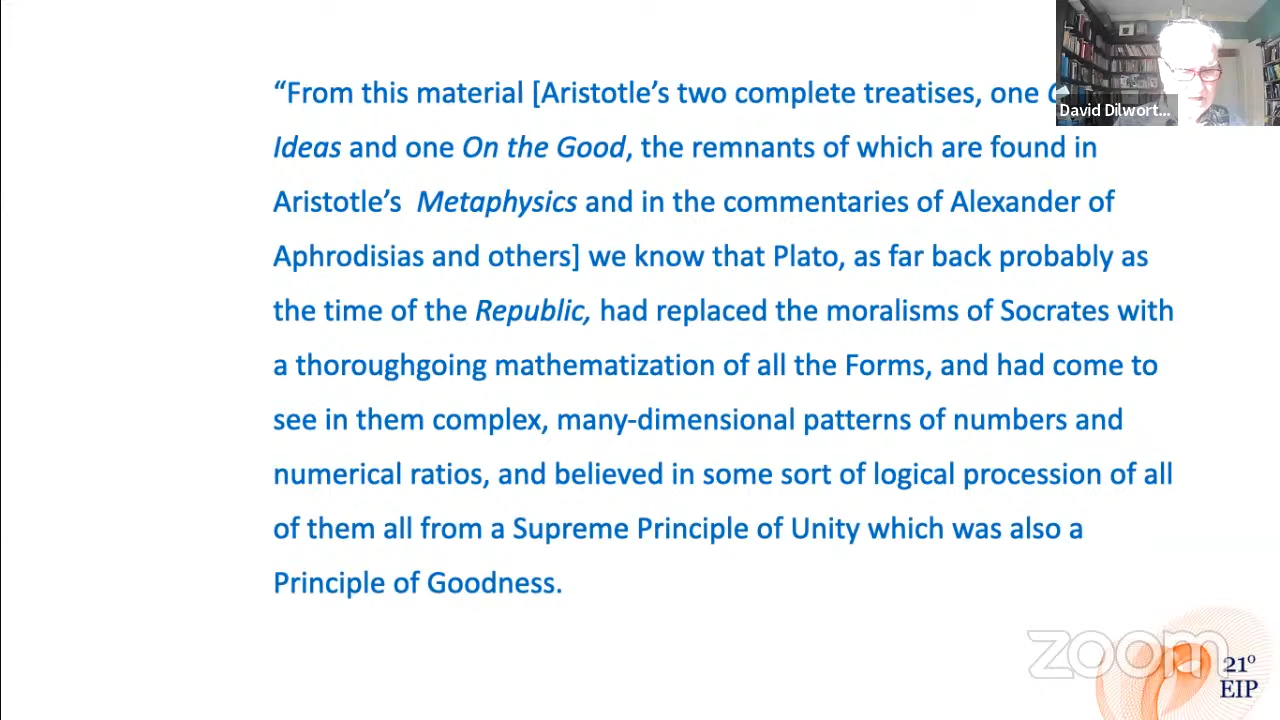 “From this material [Aristotle’s two complete treatises, one
Ideas and one On the Good, the remnants of which are found in
Aristotle’s Metaphysics and in the commentaries of Alexander of
Aphrodisias and others] we know that Plato, as far back probably as
the time of the Republic, had replaced the moralisms of Socrates with
a thoroughgoing mathematization of all the Forms, and had come to
see in them complex, many-dimensional patterns of numbers and
numerical ratios, and believed in some sort of logical procession of all
of them all from a Supreme Principle of Unity which was also a
Principle of Goodness.
David Dilwort...
zoom
21º
EIP